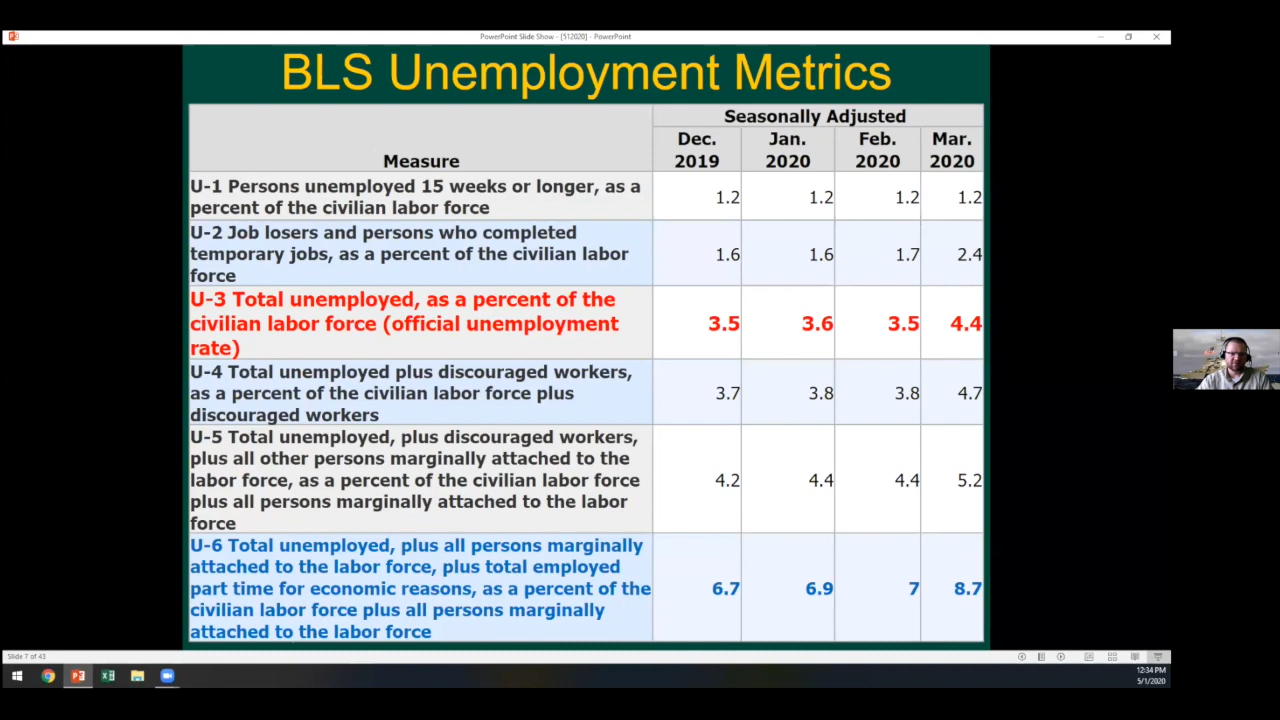 PowerPoint Slide Show - [512020] - PowerPoint
BLS Unemployment Metrics
Measure
Seasonally Adjusted
Dec. 2019
Jan. 2020
Feb. 2020
Mar. 2020
U-1 Persons unemployed 15 weeks or longer, as a
percent of the civilian labor force
1.2 1.2 1.2 1.2
U-2 Job losers and persons who completed
temporary jobs, as a percent of the civilian labor
force
1.6 1.6 1.7 2.4
U-3 Total unemployed, as a percent of the
civilian labor force (official unemployment
rate)
3.5 3.6 3.5 4.4
U-4 Total unemployed plus discouraged workers,
as a percent of the civilian labor force plus
discouraged workers
3.7 3.8 3.8 4.7
U-5 Total unemployed, plus discouraged workers,
plus all other persons marginally attached to the
labor force, as a percent of the civilian labor force
plus all persons marginally attached to the labor
force
4.2 4.4 4.4 5.2
U-6 Total unemployed, plus all persons marginally
attached to the labor force, plus total employed
part time for economic reasons, as a percent of the
civilian labor force plus all persons marginally
attached to the labor force
6.7 6.9 7 8.7
Slide 7 of 43
12:34 PM
5/1/2020